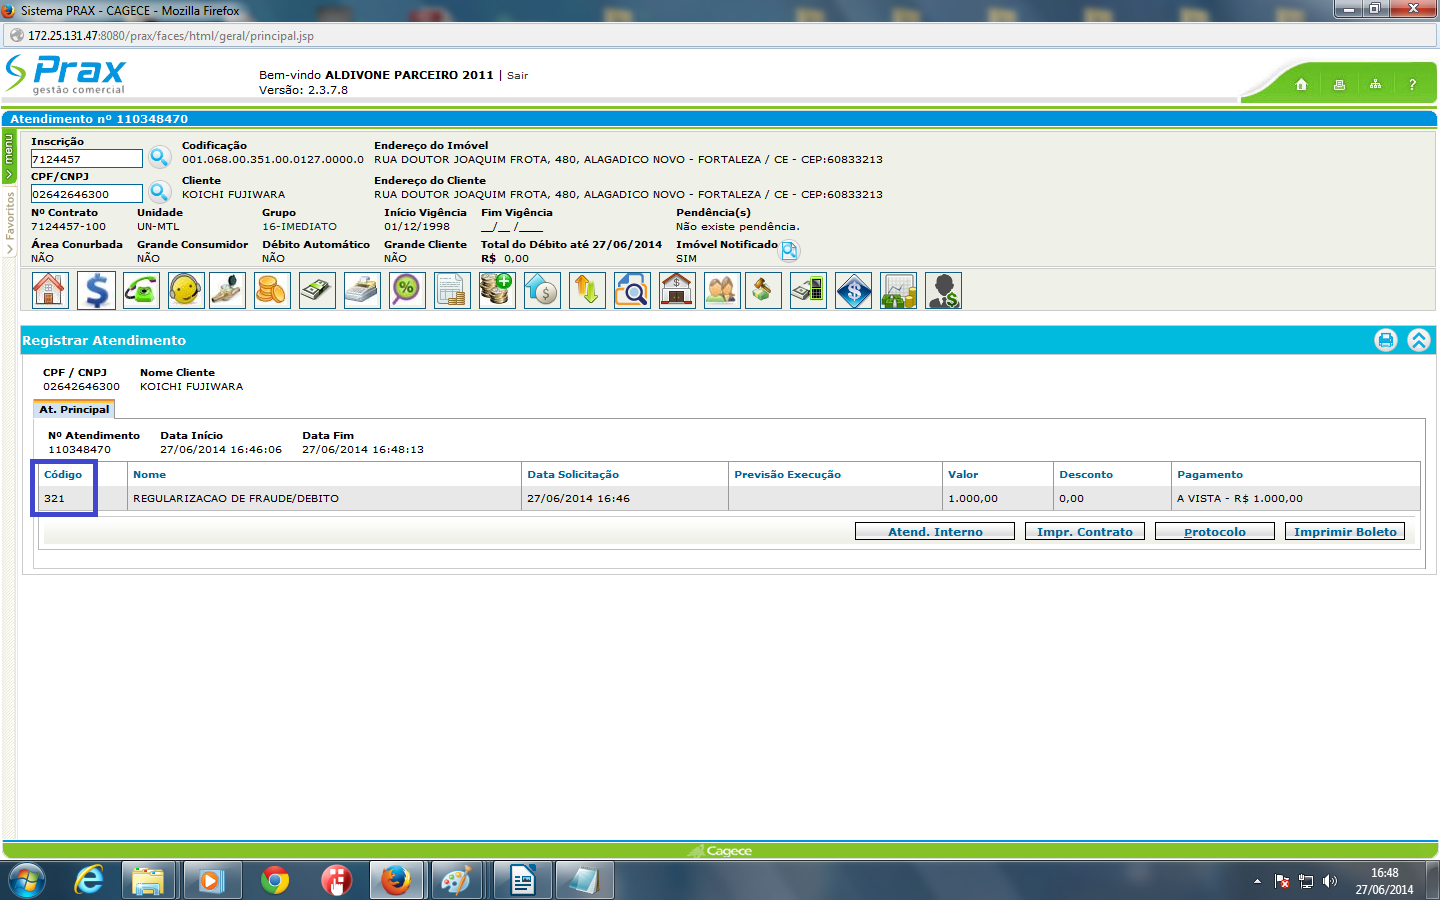 Sistema PRAX - CAGECE - Mozilla Firefox
172.25.131.47:8080/prax/faces/html/geral/principal.jsp
Prax
gestão comercial
Bem-vindo ALDIVONE PARCEIRO 2011 | Sair
Versão: 2.3.7.8
?
Atendimento nº 110348470
menu
Favoritos
Inscrição Codificação Endereço do Imóvel
7124457 001.068.00.351.00.0127.0000.0 RUA DOUTOR JOAQUIM FROTA, 480, ALAGADICO NOVO - FORTALEZA / CE - CEP:60833213
CPF/CNPJ Cliente Endereço do Cliente
02642646300 KOICHI FUJIWARA RUA DOUTOR JOAQUIM FROTA, 480, ALAGADICO NOVO - FORTALEZA / CE - CEP:60833213
Nº Contrato Unidade Grupo Início Vigência Fim Vigência Pendência(s)
7124457-100 UN-MTL 16-IMEDIATO 01/12/1998 __/__ /____ Não existe pendência.
Área Conurbada Grande Consumidor Débito Automático Grande Cliente Total do Débito até 27/06/2014 Imóvel Notificado
NÃO NÃO NÃO NÃO R$ 0,00 SIM
Registrar Atendimento
CPF / CNPJ Nome Cliente
02642646300 KOICHI FUJIWARA
At. Principal
Nº Atendimento Data Início Data Fim
110348470 27/06/2014 16:46:06 27/06/2014 16:48:13
Código Nome Data Solicitação Previsão Execução Valor Desconto Pagamento
321 REGULARIZACAO DE FRAUDE/DEBITO 27/06/2014 16:46 1.000,00 0,00 A VISTA - R$ 1.000,00
Atend. Interno Impr. Contrato Protocolo Imprimir Boleto
Cagece
16:48
27/06/2014